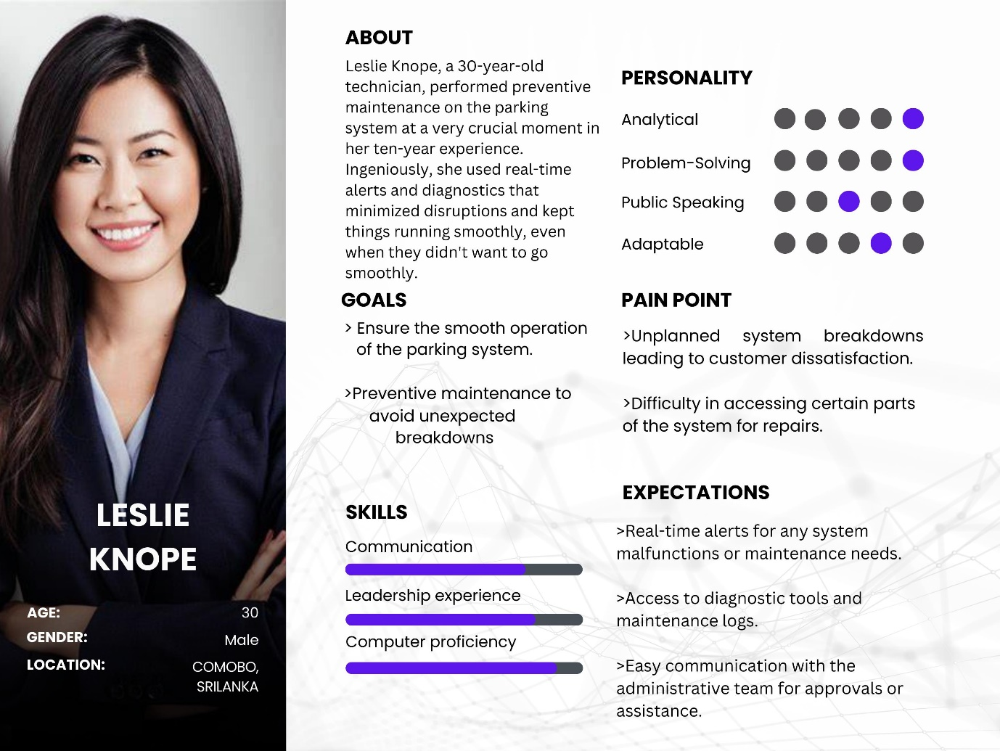 LESLIE
KNOPE
AGE: 30
GENDER: Male
LOCATION: COMOBO,
SRILANKA
ABOUT
Leslie Knope, a 30-year-old
technician, performed preventive
maintenance on the parking
system at a very crucial moment in
her ten-year experience.
Ingeniously, she used real-time
alerts and diagnostics that
minimized disruptions and kept
things running smoothly, even
when they didn't want to go
smoothly.
GOALS
> Ensure the smooth operation
of the parking system.
>Preventive maintenance to
avoid unexpected
breakdowns
SKILLS
Communication
Leadership experience
Computer proficiency
PERSONALITY
Analytical
Problem-Solving
Public Speaking
Adaptable
PAIN POINT
>Unplanned system breakdowns
leading to customer dissatisfaction.
>Difficulty in accessing certain parts
of the system for repairs.
EXPECTATIONS
>Real-time alerts for any system
malfunctions or maintenance needs.
>Access to diagnostic tools and
maintenance logs.
>Easy communication with the
administrative team for approvals or
assistance.